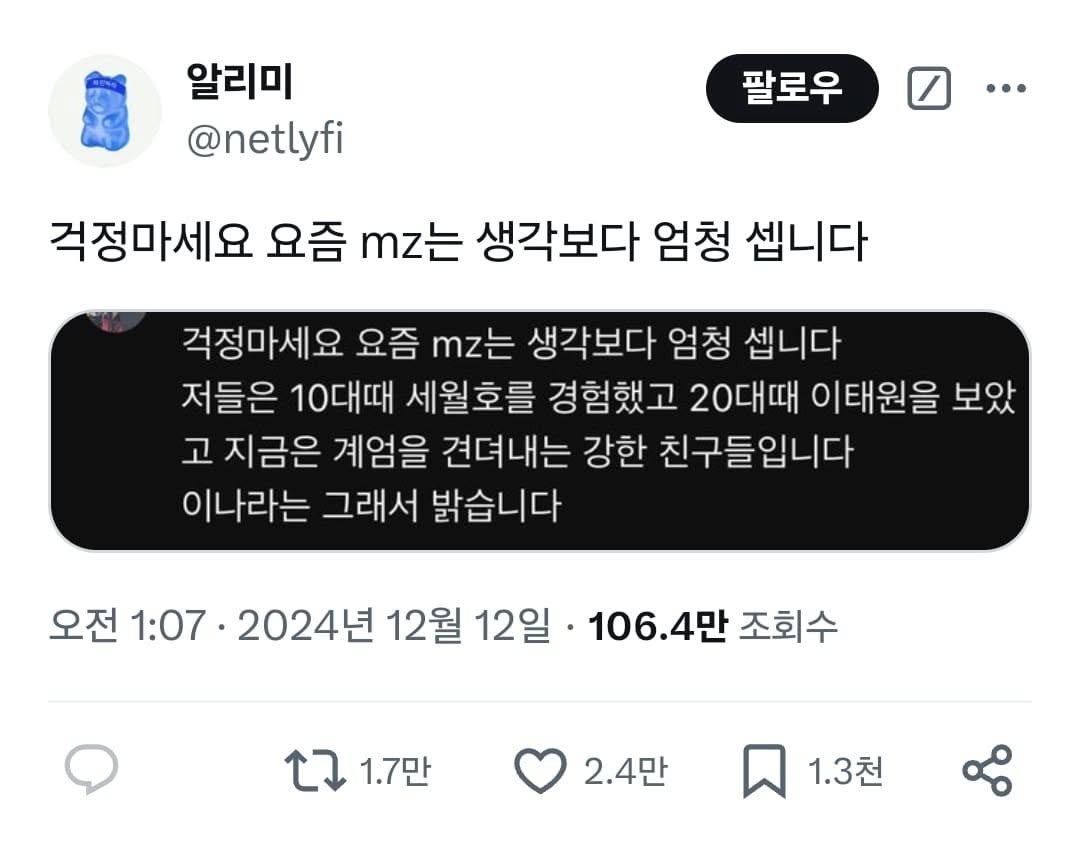 알리미
@netlyfi
팔로우
걱정마세요 요즘 mz는 생각보다 엄청 셉니다
걱정마세요 요즘 mz는 생각보다 엄청 셉니다
저들은 10대때 세월호를 경험했고 20대때 이태원을 보았
고 지금은 계엄을 견뎌내는 강한 친구들입니다
이나라는 그래서 밝습니다
오전 1:07 · 2024년 12월 12일 · 106.4만 조회수
1.7만 2.4만 1.3천